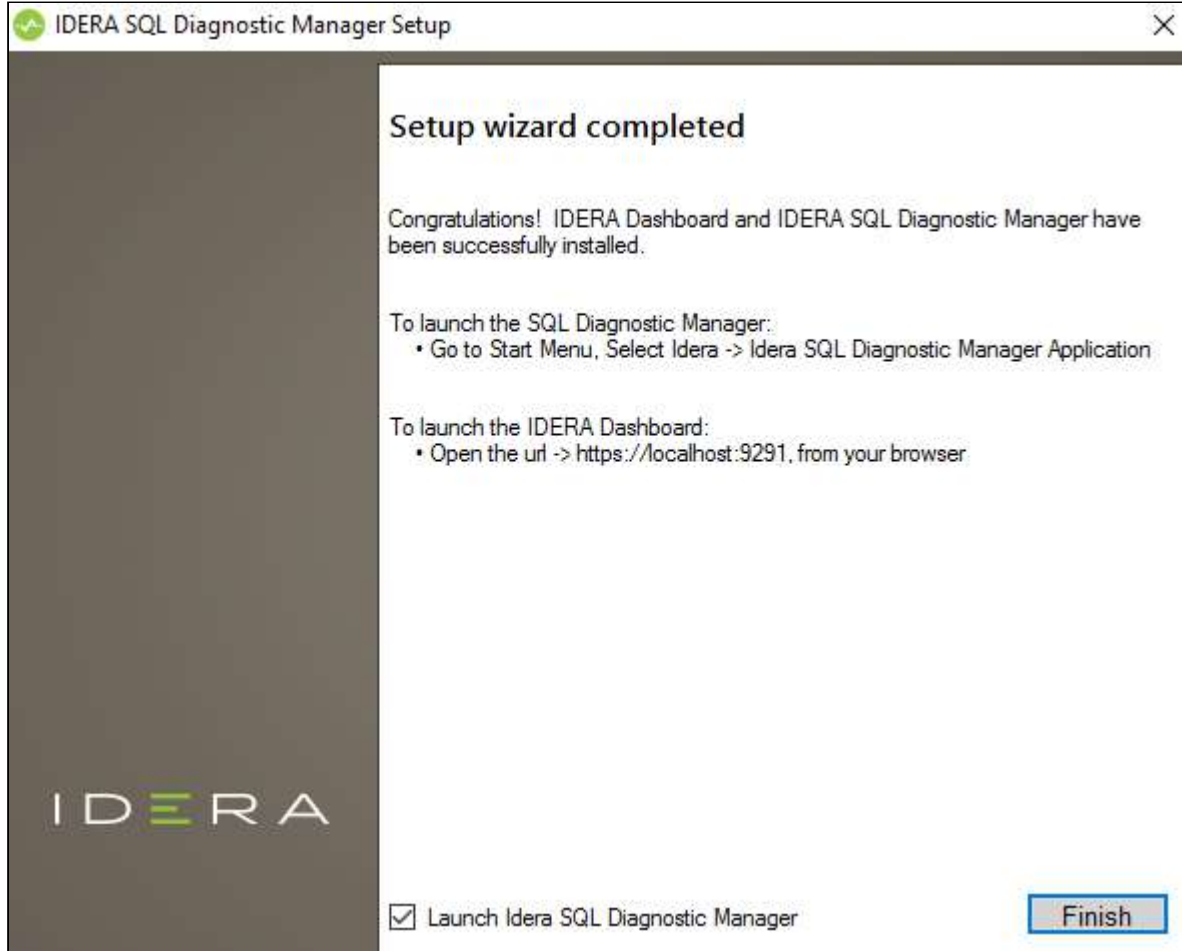 IDERA SQL Diagnostic Manager Setup
Setup wizard completed
Congratulations! IDERA Dashboard and IDERA SQL Diagnostic Manager have
been successfully installed.
To launch the SQL Diagnostic Manager:
• Go to Start Menu, Select Idera -> Idera SQL Diagnostic Manager Application
To launch the IDERA Dashboard:
• Open the url -> https://localhost:9291, from your browser
IDERA
Launch Idera SQL Diagnostic Manager
Finish